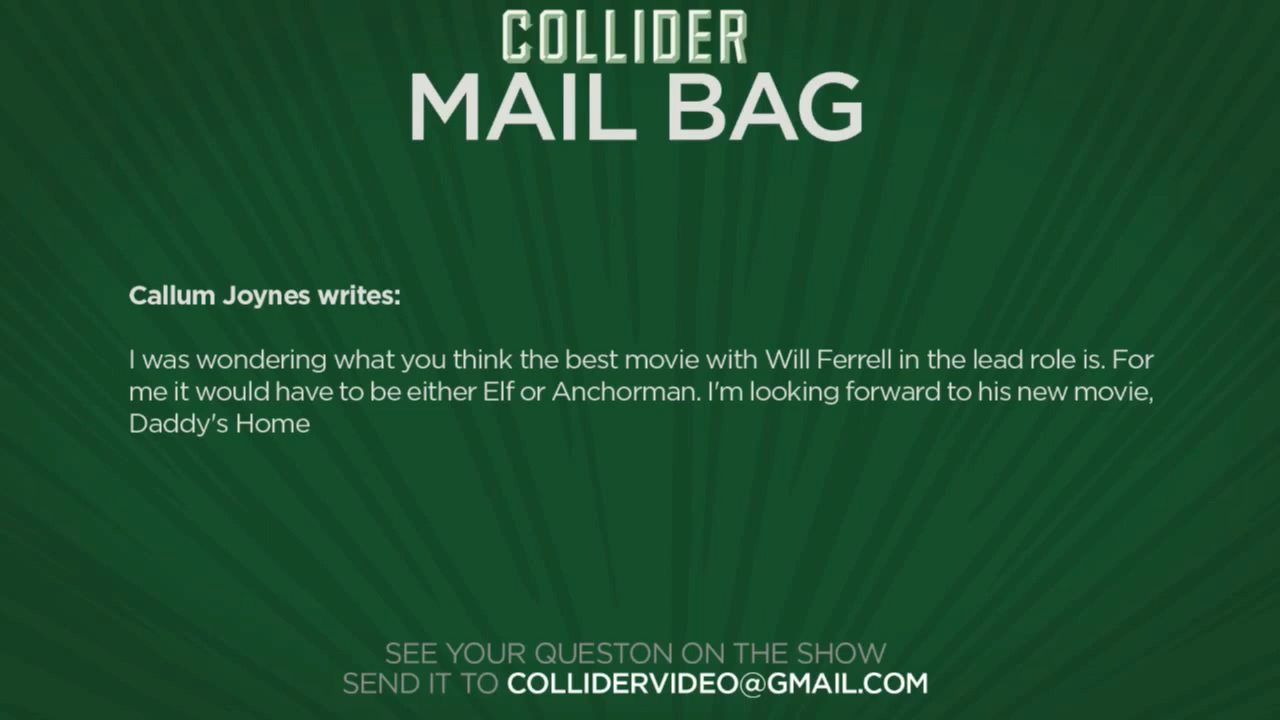 COLLIDER
MAIL BAG
Callum Joynes writes:
I was wondering what you think the best movie with Will Ferrell in the lead role is. For
me it would have to be either Elf or Anchorman. I'm looking forward to his new movie,
Daddy's Home
SEE YOUR QUESTON ON THE SHOW
SEND IT TO COLLIDERVIDEO@GMAIL.COM